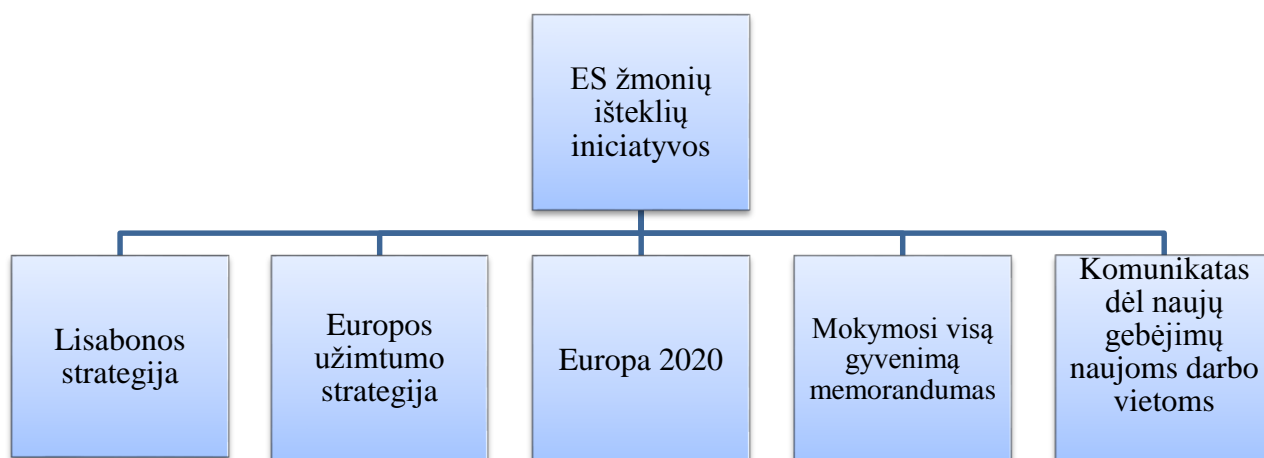 ES žmonių
išteklių
iniciatyvos
Lisabonos
strategija
Europos
užimtumo
strategija
Europa 2020
Mokymosi visą
gyvenimą
memorandumas
Komunikatas
dėl naujų
gebėjimų
naujoms darbo
vietoms